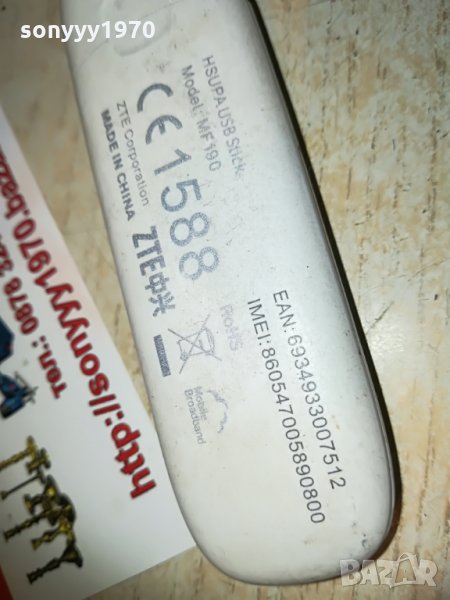 sonyyy1970
HSUPA USB Stick
Model: MF190
CE1588
ZTE Corporation
MADE IN CHINA
ZTE中兴
RoHS
Mobile
Broadband
EAN:6934933007512
IMEI:860547005890800
http://sonyyy1970.baza
тел.: 0878
BAZAR